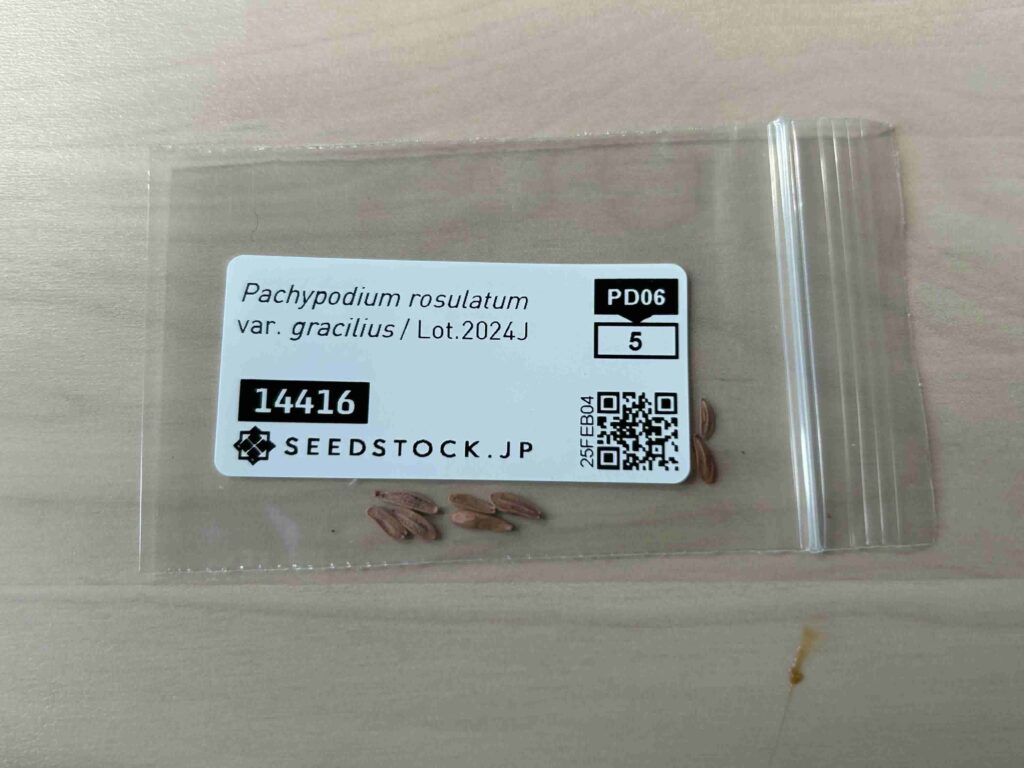 Pachypodium rosulatum
var. gracilius / Lot.2024J
PD06
5
14416
SEEDSTOCK.JP
25FEB04